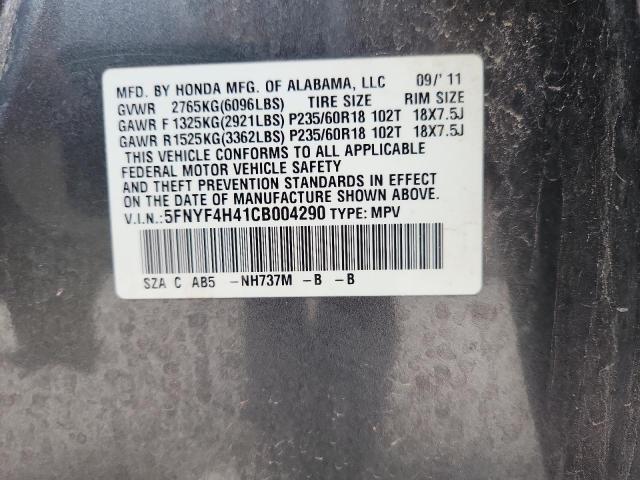 MFD. BY HONDA MFG. OF ALABAMA, LLC 09/'11
GVWR 2765KG(6096LBS) TIRE SIZE RIM SIZE
GAWR F 1325KG(2921LBS) P235/60R18 102T 18X7.5J
GAWR R1525KG(3362LBS) P235/60R18 102T 18X7.5J
THIS VEHICLE CONFORMS TO ALL APPLICABLE
FEDERAL MOTOR VEHICLE SAFETY
AND THEFT PREVENTION STANDARDS IN EFFECT
ON THE DATE OF MANUFACTURE SHOWN ABOVE.
V.I.N.:5FNYF4H41CB004290 TYPE: MPV
SZA C AB5 -NH737M -B -B